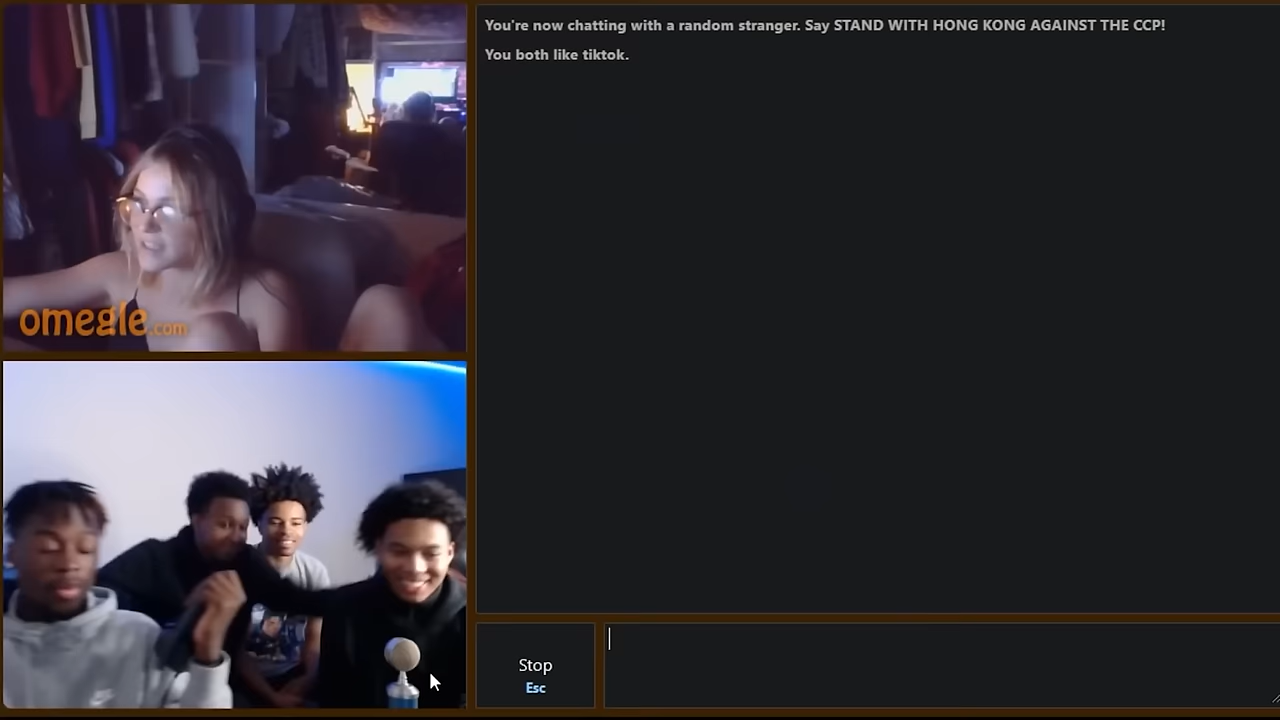 You're now chatting with a random stranger. Say STAND WITH HONG KONG AGAINST THE CCP!
You both like tiktok.
omegle.com
Stop
Esc